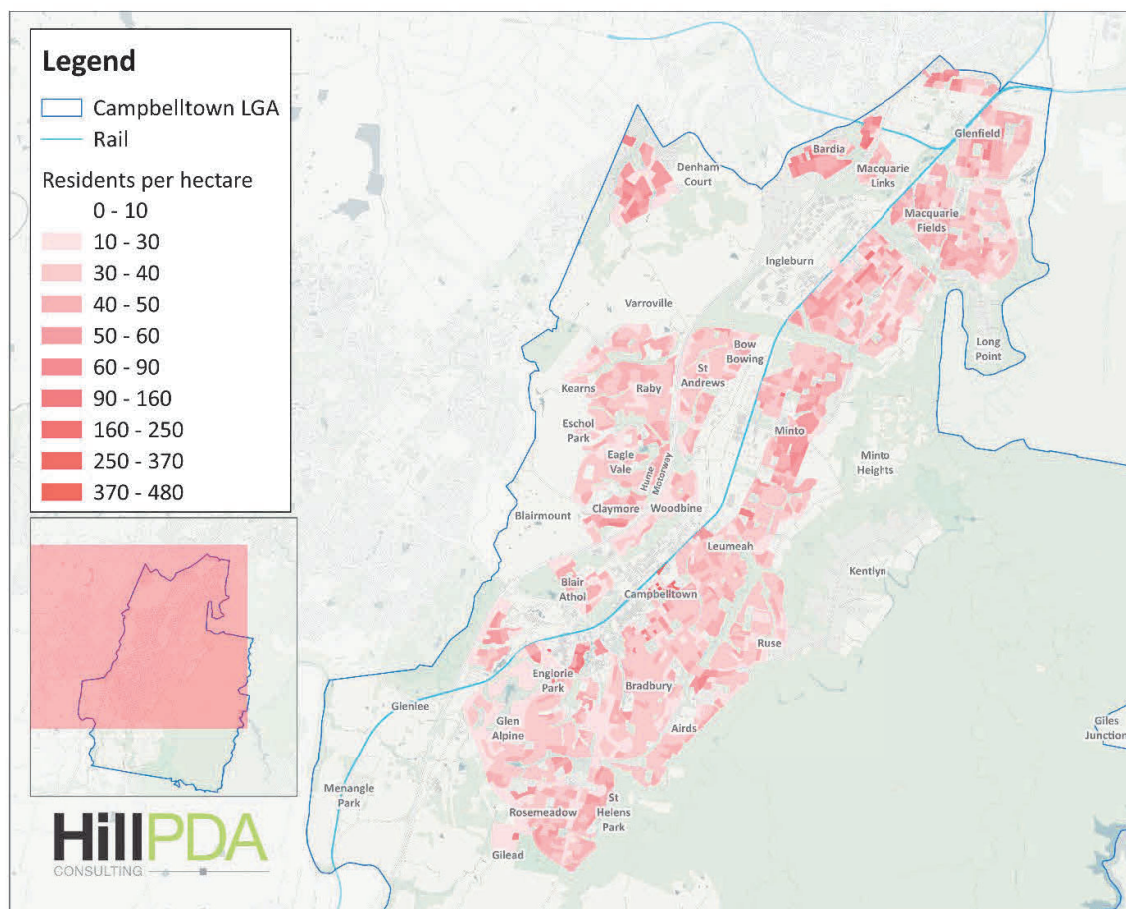 Legend
Campbelltown LGA
Rail
Residents per hectare
0 - 10
10 - 30
30 - 40
40 - 50
50 - 60
60 - 90
90 - 160
160 - 250
250 - 370
370 - 480
HillPDA
CONSULTING
Glenfield
Bardia
Denham
Court
Macquarie
Links
Macquarie
Fields
Ingleburn
Varroville
Long
Point
Bow
Bowing
St
Andrews
Kearns
Raby
Eschol
Park
Minto
Eagle
Vale
Minto
Heights
Hume
Motorway
Claymore
Woodbine
Blairmount
Leumeah
Kentlyn
Blair
Athol
Campbelltown
Ruse
Englorie
Park
Bradbury
Glenlee
Glen
Alpine
Airds
Giles
Junction
Menangle
Park
Rosemeadow
St
Helens
Park
Gilead